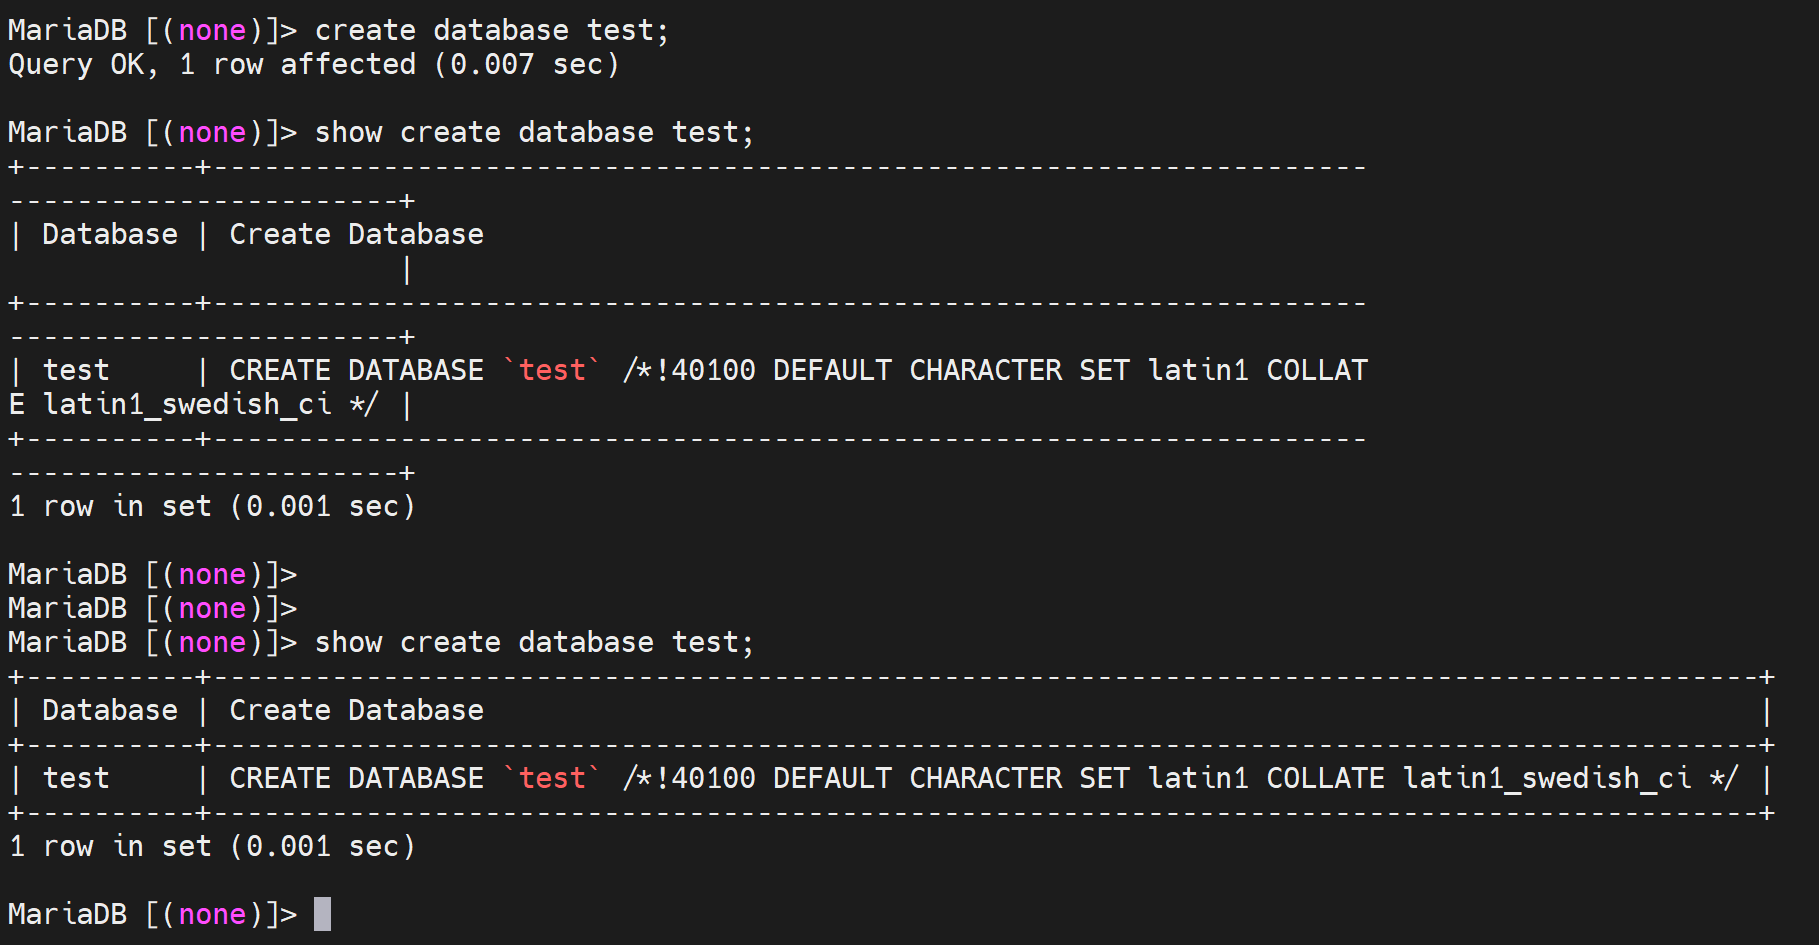 MariaDB [(none)]> create database test;
Query OK, 1 row affected (0.007 sec)

MariaDB [(none)]> show create database test;
+----------+--------------------------------------------------------------------
-----------------------+
| Database | Create Database
                       |
+----------+--------------------------------------------------------------------
-----------------------+
| test     | CREATE DATABASE `test` /*!40100 DEFAULT CHARACTER SET latin1 COLLAT
E latin1_swedish_ci */ |
+----------+--------------------------------------------------------------------
-----------------------+
1 row in set (0.001 sec)

MariaDB [(none)]>
MariaDB [(none)]>
MariaDB [(none)]> show create database test;
+----------+-------------------------------------------------------------------------------------------+
| Database | Create Database                                                                           |
+----------+-------------------------------------------------------------------------------------------+
| test     | CREATE DATABASE `test` /*!40100 DEFAULT CHARACTER SET latin1 COLLATE latin1_swedish_ci */ |
+----------+-------------------------------------------------------------------------------------------+
1 row in set (0.001 sec)

MariaDB [(none)]>